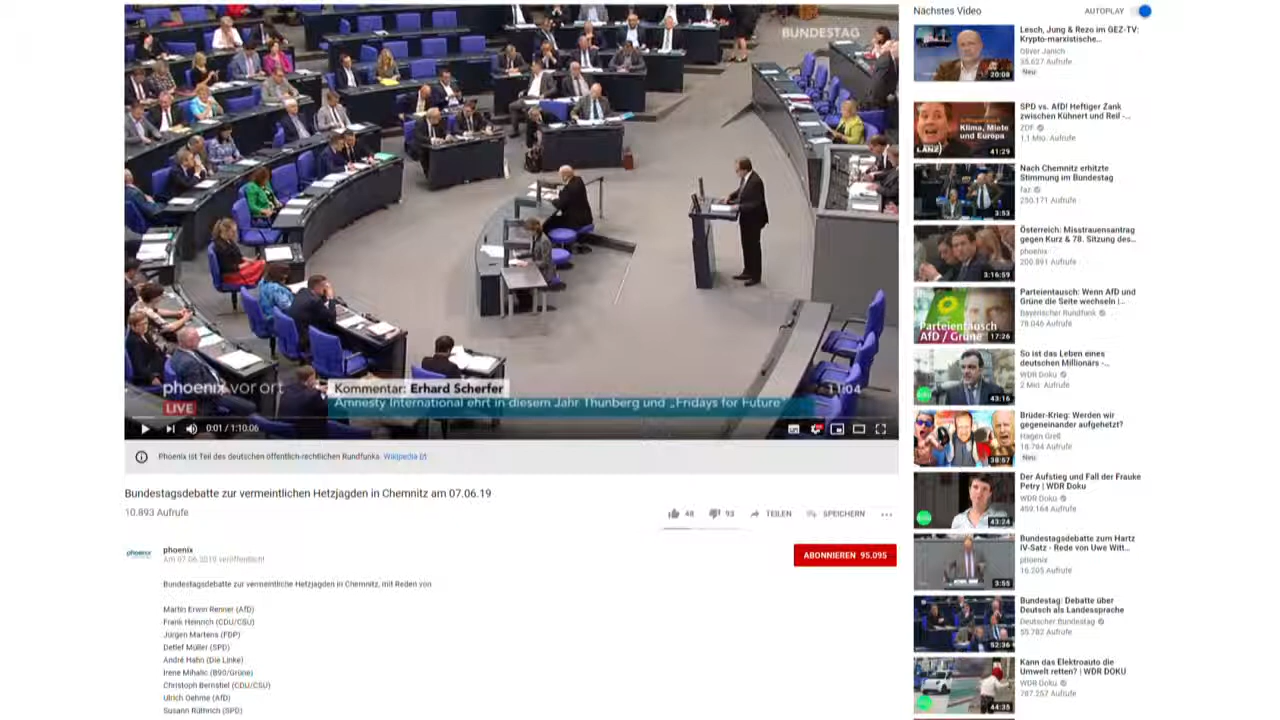 BUNDESTAG
phoenix vor ort
LIVE
Kommentar: Erhard Scherfer
Amnesty International ehrt in diesem Jahr Thunberg und „Fridays for Future“
11:04
0:01 / 1:10:06
Phoenix ist Teil des deutschen öffentlich-rechtlichen Rundfunks. Wikipedia
Bundestagsdebatte zur vermeintlichen Hetzjagden in Chemnitz am 07.06.19
10.893 Aufrufe
48
93
TEILEN
SPEICHERN
phoenix
phoenix
Am 07.06.2019 veröffentlicht
ABONNIEREN 95.095
Bundestagsdebatte zur vermeintliche Hetzjagden in Chemnitz, mit Reden von
Martin Erwin Renner (AfD)
Frank Heinrich (CDU/CSU)
Jürgen Martens (FDP)
Detlef Müller (SPD)
André Hahn (Die Linke)
Irene Mihalic (B90/Grüne)
Christoph Bernstiel (CDU/CSU)
Ulrich Oehme (AfD)
Susann Rüthrich (SPD)
Nächstes Video
AUTOPLAY
20:08
Lesch, Jung & Rezo im GEZ-TV:
Krypto-marxistische...
Oliver Janich
35.627 Aufrufe
Neu
Klima, Miete
und Europa
LANZ
41:29
SPD vs. AfD! Heftiger Zank
zwischen Kühnert und Reil -...
ZDF
1,1 Mio. Aufrufe
3:53
Nach Chemnitz erhitzte
Stimmung im Bundestag
faz
250.171 Aufrufe
3:16:59
Österreich: Misstrauensantrag
gegen Kurz & 78. Sitzung des...
phoenix
200.891 Aufrufe
Parteientausch
AfD / Grüne
17:26
Parteientausch: Wenn AfD und
Grüne die Seite wechseln |...
Bayerischer Rundfunk
78.046 Aufrufe
43:16
So ist das Leben eines
deutschen Millionärs -...
WDR Doku
2 Mio. Aufrufe
38:57
Brüder-Krieg: Werden wir
gegeneinander aufgehetzt?
Hagen Grell
18.704 Aufrufe
Neu
43:24
Der Aufstieg und Fall der Frauke
Petry | WDR Doku
WDR Doku
459.164 Aufrufe
3:55
Bundestagsdebatte zum Hartz
IV-Satz - Rede von Uwe Witt...
phoenix
16.205 Aufrufe
52:36
Bundestag: Debatte über
Deutsch als Landessprache
Deutscher Bundestag
55.782 Aufrufe
44:35
Kann das Elektroauto die
Umwelt retten? | WDR DOKU
WDR Doku
787.257 Aufrufe